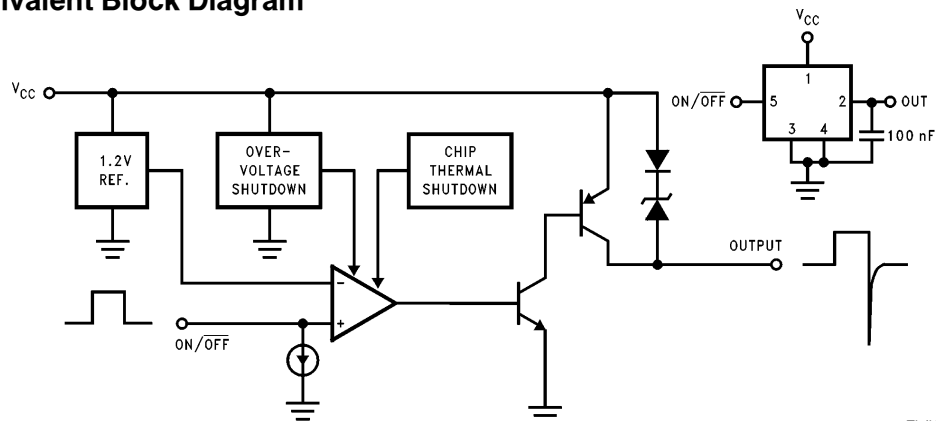 ivalent Block Diagram
VCC
1.2V
REF.
OVER-
VOLTAGE
SHUTDOWN
CHIP
THERMAL
SHUTDOWN
-
+
ON/OFF
OUTPUT
VCC
1
ON/OFF
5
2
OUT
3
4
100 nF